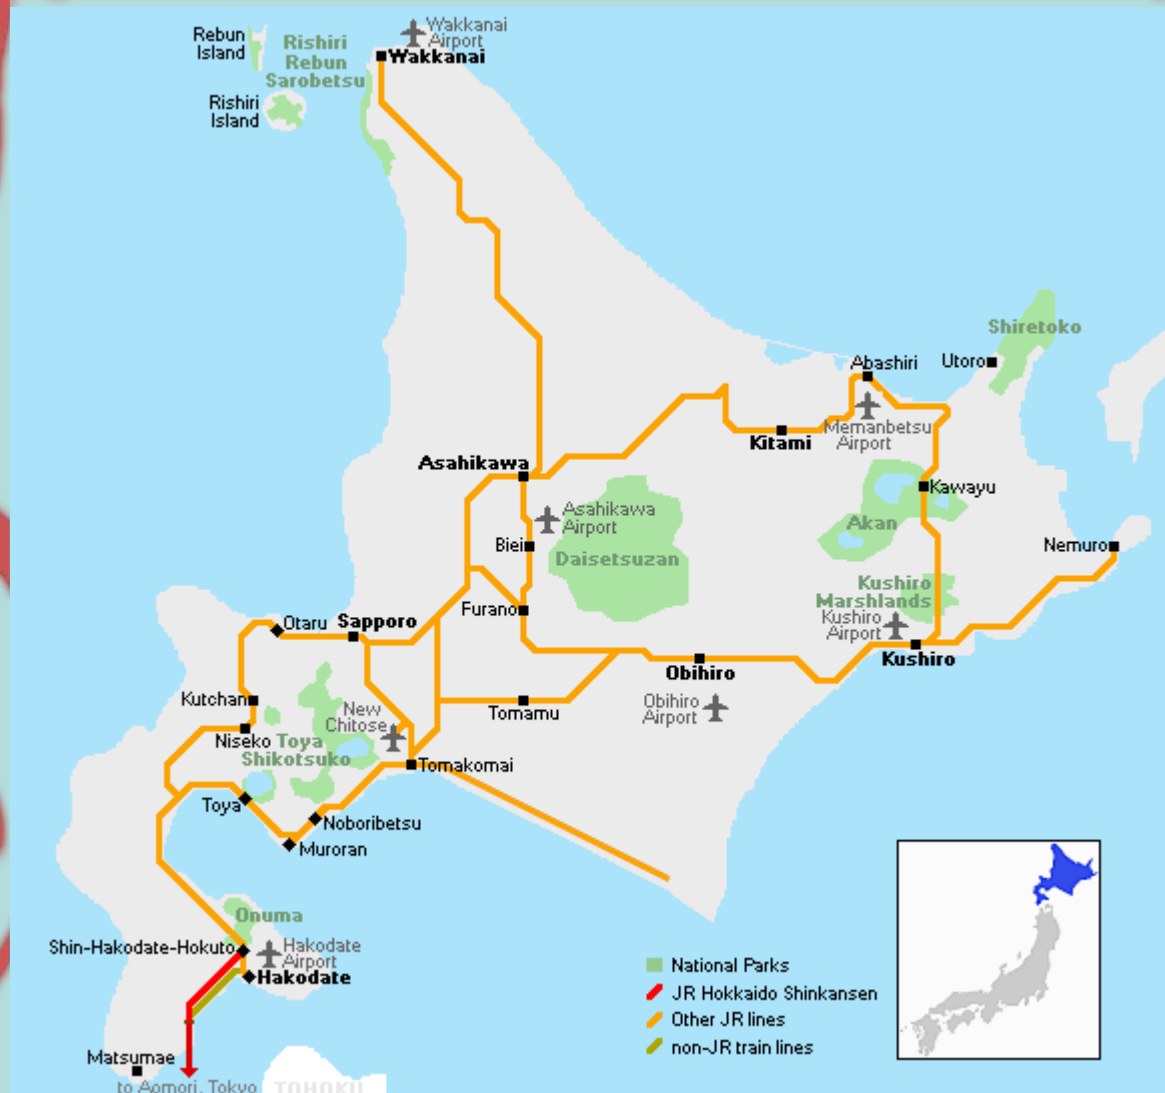 Rebun
Island
Rishiri
Rebun
Sarobetsu
Wakkanai
Airport
Wakkanai
Rishiri
Island
Shiretoko
Utoro
Abashiri
Memanbetsu
Airport
Kitami
Asahikawa
Kawayu
Asahikawa
Airport
Akan
Biei
Daisetsuzan
Nemuro
Kushiro
Marshlands
Furano
Kushiro
Airport
Otaru
Sapporo
Kushiro
Obihiro
Kutchan
Obihiro
Airport
Tomamu
New
Chitose
Niseko
Toya
Shikotsuko
Tomakomai
Toya
Noboribetsu
Muroran
Onuma
Shin-Hakodate-Hokuto
Hakodate
Airport
Hakodate
National Parks
JR Hokkaido Shinkansen
Other JR lines
non-JR train lines
Matsumae
to Aomori, Tokyo
TOHOKU